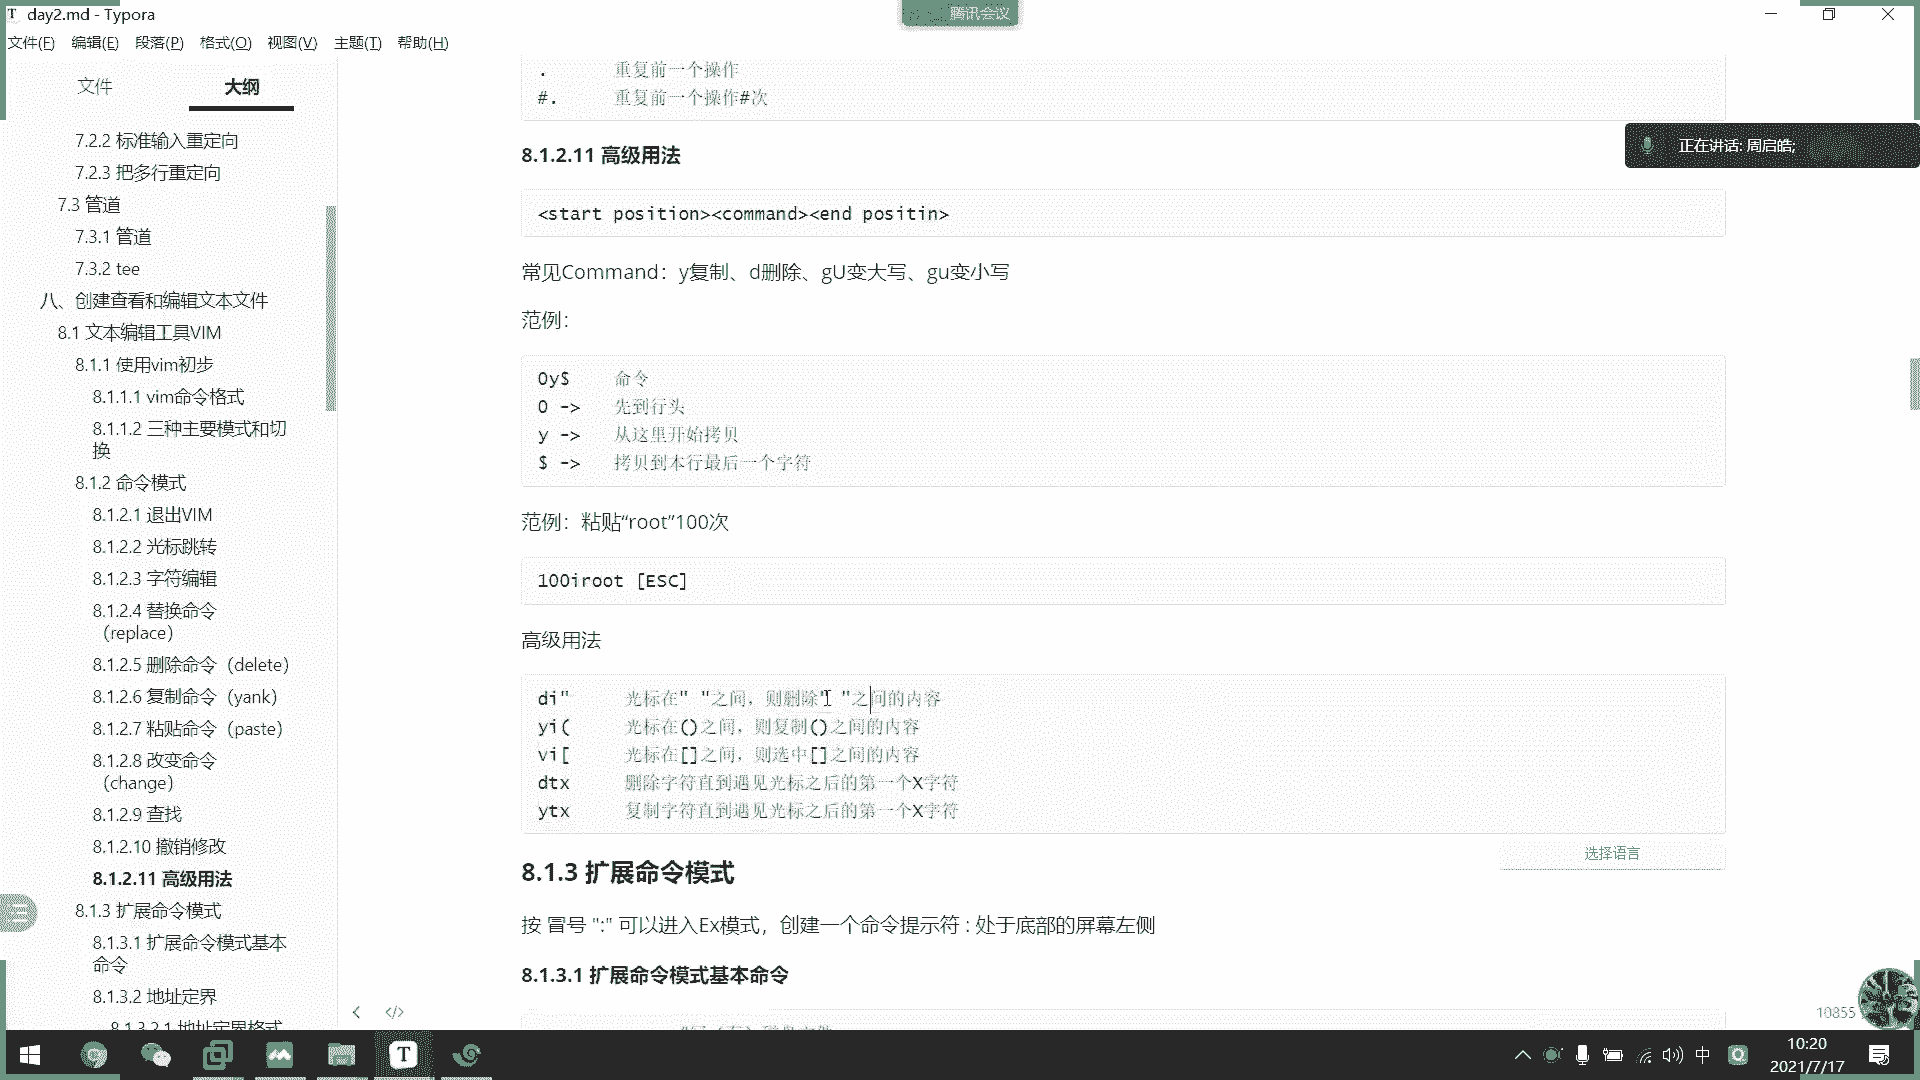 day2.md - Typora
腾讯会议
文件(F) 编辑(E) 段落(P) 格式(O) 视图(V) 主题(T) 帮助(H)
文件 大纲
7.2.2 标准输入重定向
7.2.3 把多行重定向
7.3 管道
7.3.1 管道
7.3.2 tee
八、创建查看和编辑文本文件
8.1 文本编辑工具VIM
8.1.1 使用vim初步
8.1.1.1 vim命令格式
8.1.1.2 三种主要模式和切
换
8.1.2 命令模式
8.1.2.1 退出VIM
8.1.2.2 光标跳转
8.1.2.3 字符编辑
8.1.2.4 替换命令
（replace）
8.1.2.5 删除命令（delete）
8.1.2.6 复制命令（yank）
8.1.2.7 粘贴命令（paste）
8.1.2.8 改变命令
（change）
8.1.2.9 查找
8.1.2.10 撤销修改
8.1.2.11 高级用法
8.1.3 扩展命令模式
8.1.3.1 扩展命令模式基本
命令
8.1.3.2 地址定界
8.1.3.2.1 地址定界格式
. 重复前一个操作
#. 重复前一个操作#次
8.1.2.11 高级用法
<start position><command><end positin>
常见Command：y复制、d删除、gU变大写、gu变小写
范例：
0y$ 命令
0 -> 先到行头
y -> 从这里开始拷贝
$ -> 拷贝到本行最后一个字符
范例：粘贴“root”100次
100iroot [ESC]
高级用法
di" 光标在" "之间，则删除" "之间的内容
yi( 光标在()之间，则复制()之间的内容
vi[ 光标在[]之间，则选中[]之间的内容
dtx 删除字符直到遇见光标之后的第一个X字符
ytx 复制字符直到遇见光标之后的第一个X字符
选择语言
8.1.3 扩展命令模式
按 冒号 ":" 可以进入Ex模式，创建一个命令提示符 : 处于底部的屏幕左侧
8.1.3.1 扩展命令模式基本命令
正在讲话: 周启皓;
10855
中
10:20
2021/7/17